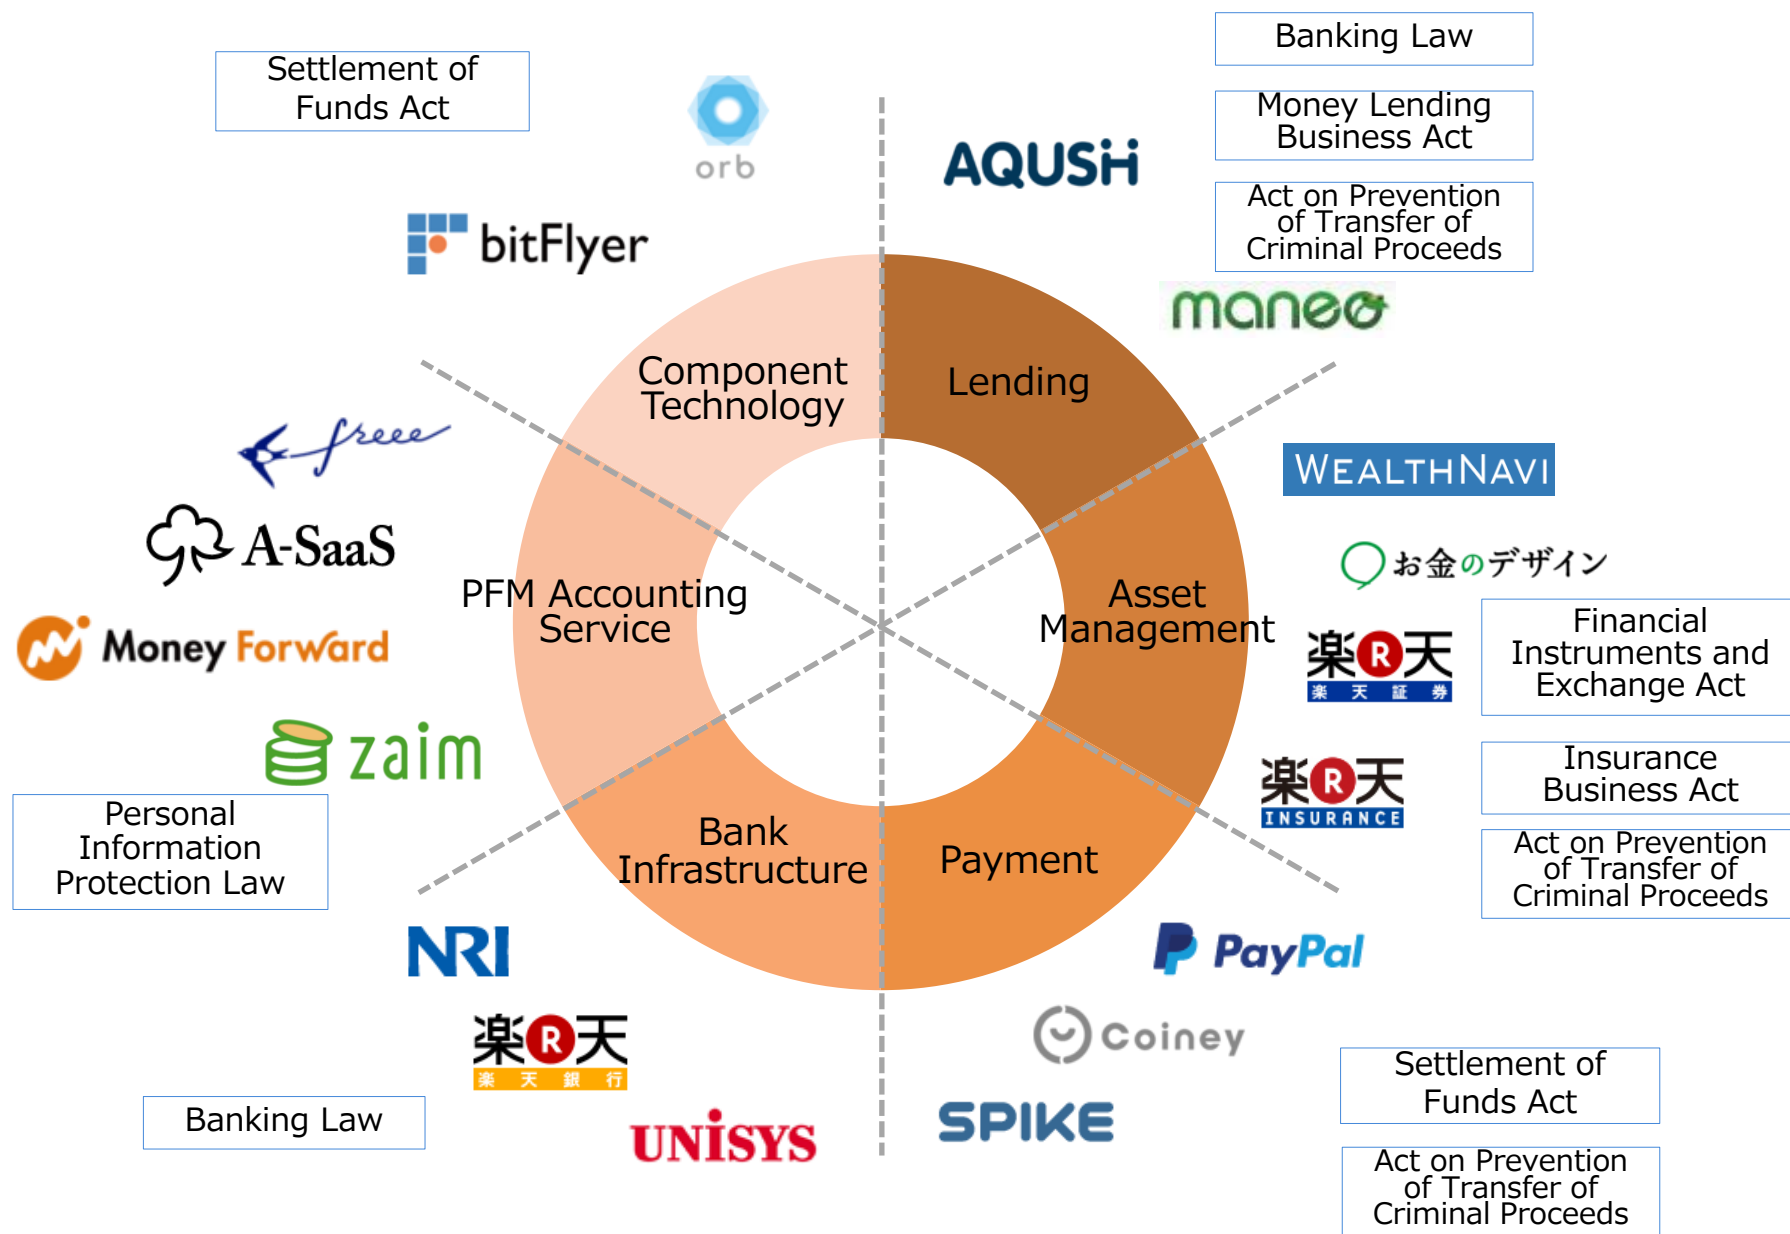 Settlement of
Funds Act
orb
bitFlyer
AQUSH
Banking Law
Money Lending
Business Act
Act on Prevention
of Transfer of
Criminal Proceeds
maneo
Component
Technology
Lending
freee
A-SaaS
Money Forward
zaim
PFM Accounting
Service
Asset
Management
WEALTHNAVI
お金のデザイン
楽R天
楽天証券
Financial
Instruments and
Exchange Act
楽R天
INSURANCE
Insurance
Business Act
Act on Prevention
of Transfer of
Criminal Proceeds
Personal
Information
Protection Law
Bank
Infrastructure
Payment
NRI
楽R天
楽天銀行
UNISYS
Banking Law
PayPal
Coiney
SPIKE
Settlement of
Funds Act
Act on Prevention
of Transfer of
Criminal Proceeds